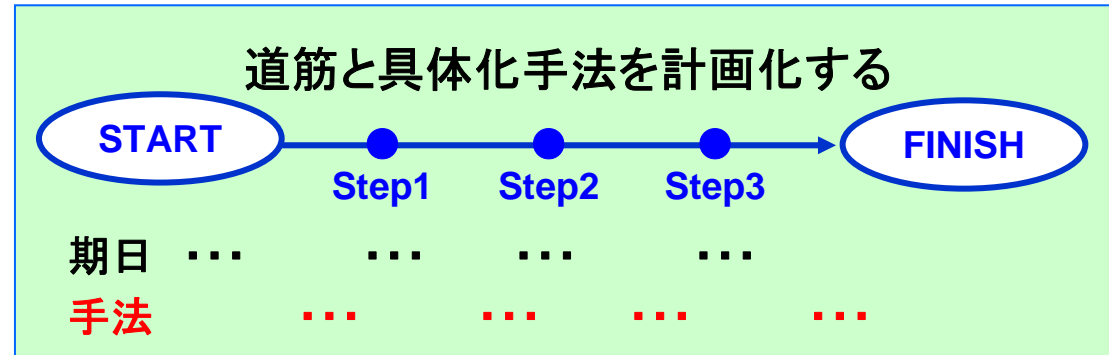 道筋と具体化手法を計画化する
START FINISH
Step1 Step2 Step3
期日 ・・・ ・・・ ・・・ ・・・
手法 ・・・ ・・・ ・・・ ・・・